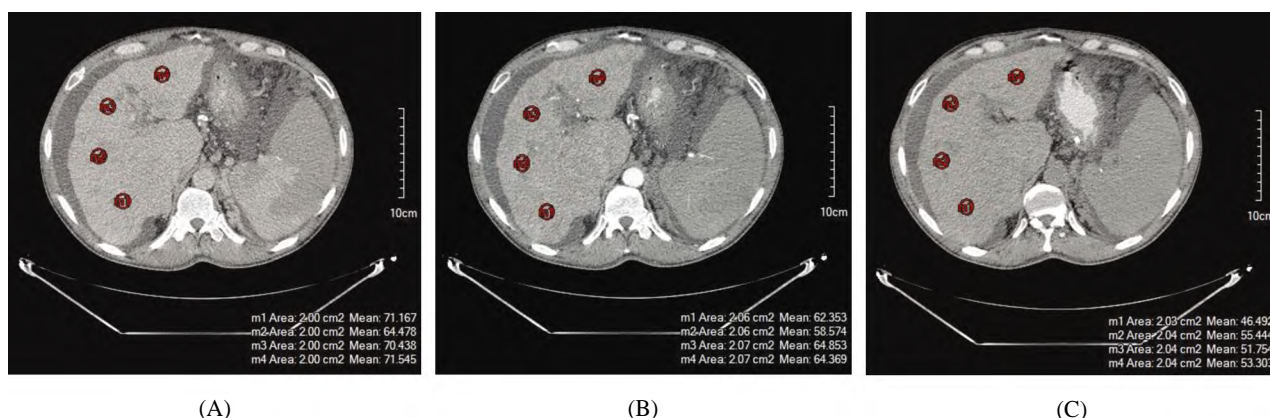 10cm
m1 Area: 2.00 cm2 Mean: 71.167
m2 Area: 2.00 cm2 Mean: 64.478
m3 Area: 2.00 cm2 Mean: 70.438
m4 Area: 2.00 cm2 Mean: 71.545
10cm
m1 Area: 2.06 cm2 Mean: 62.353
m2 Area: 2.06 cm2 Mean: 58.574
m3 Area: 2.07 cm2 Mean: 64.853
m4 Area: 2.07 cm2 Mean: 64.369
10cm
m1 Area: 2.03 cm2 Mean: 46.492
m2 Area: 2.04 cm2 Mean: 55.444
m3 Area: 2.04 cm2 Mean: 51.754
m4 Area: 2.04 cm2 Mean: 53.303
(A)
(B)
(C)